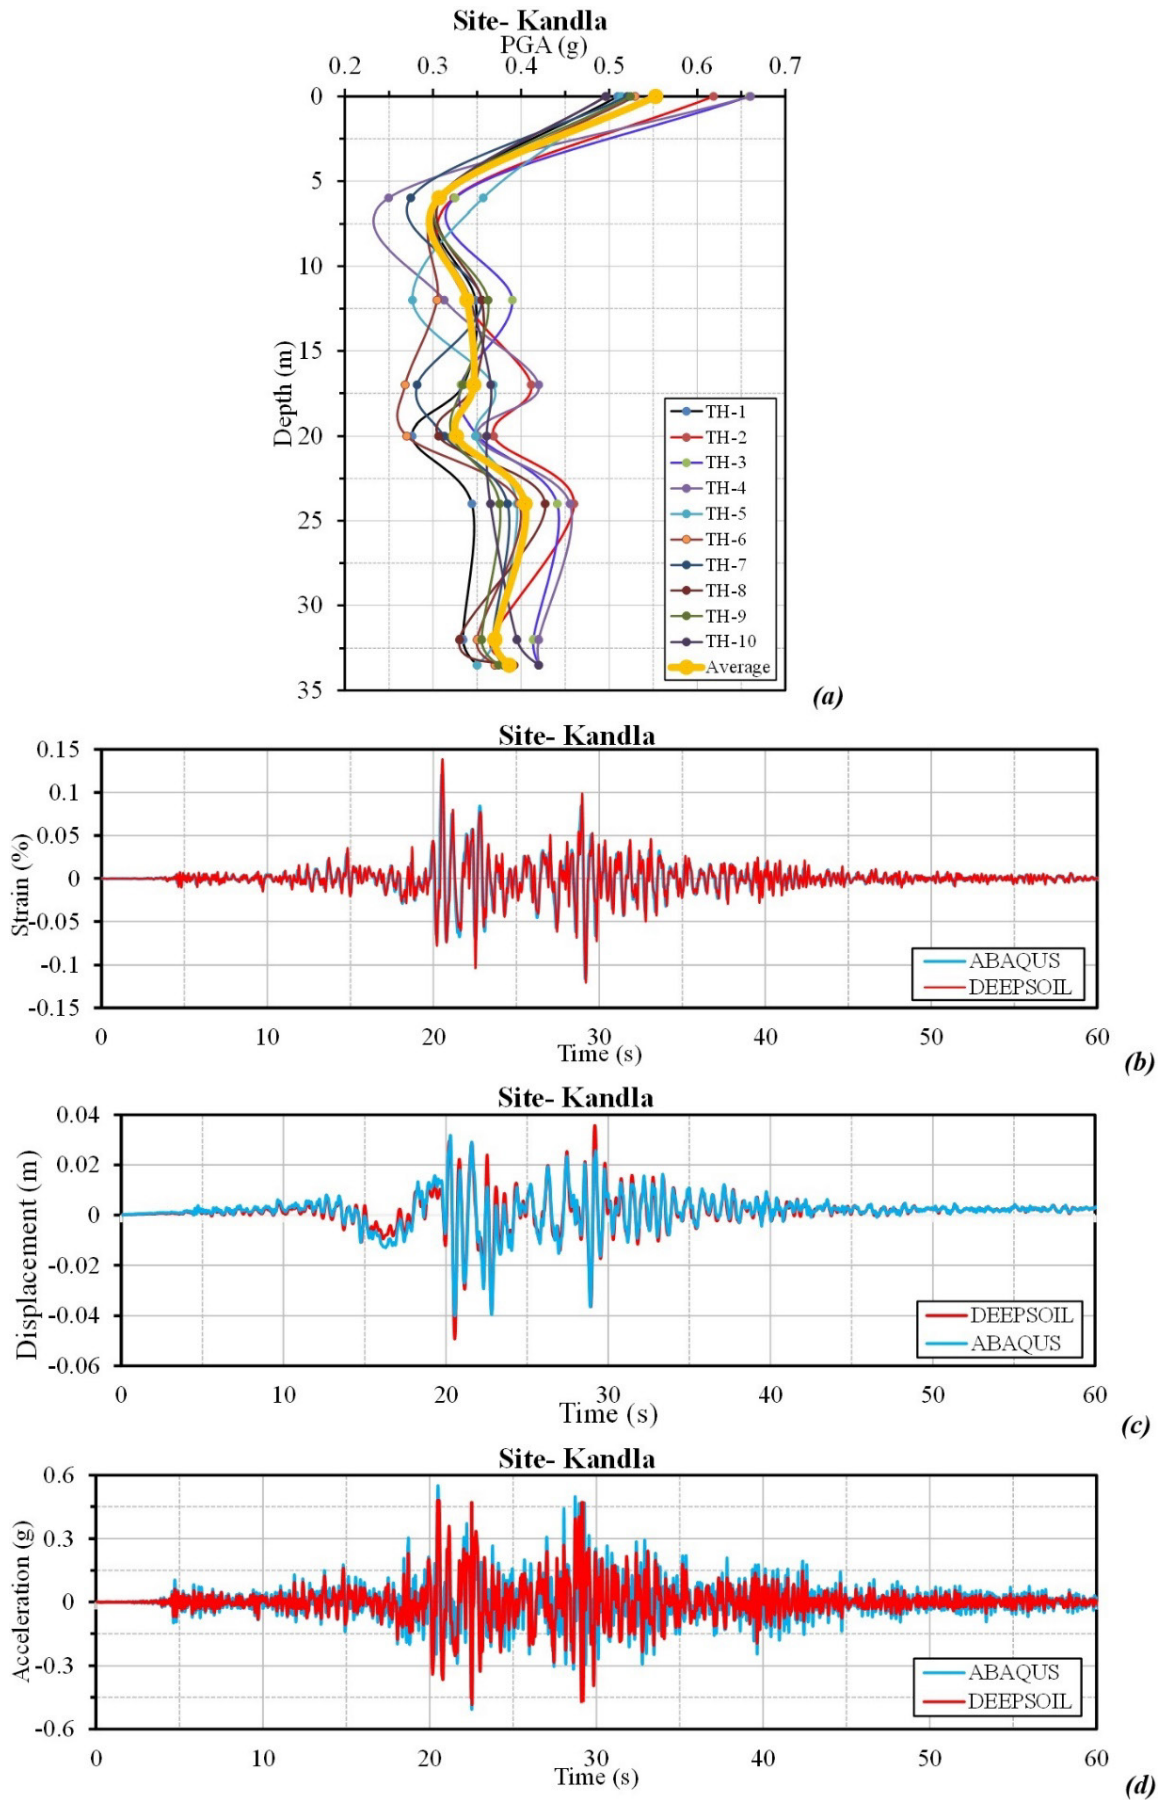 Site- Kandla
PGA (g)
0.2 0.3 0.4 0.5 0.6 0.7
0
5
10
15
20
25
30
35
Depth (m)
TH-1
TH-2
TH-3
TH-4
TH-5
TH-6
TH-7
TH-8
TH-9
TH-10
Average
(a)
Site- Kandla
0.15
0.1
0.05
0
-0.05
-0.1
-0.15
Strain (%)
ABAQUS
DEEPSOIL
0 10 20 30 40 50 60
Time (s)
(b)
Site- Kandla
0.04
0.02
0
-0.02
-0.04
-0.06
Displacement (m)
DEEPSOIL
ABAQUS
0 10 20 30 40 50 60
Time (s)
(c)
Site- Kandla
0.6
0.3
0
-0.3
-0.6
Acceleration (g)
ABAQUS
DEEPSOIL
0 10 20 30 40 50 60
Time (s)
(d)